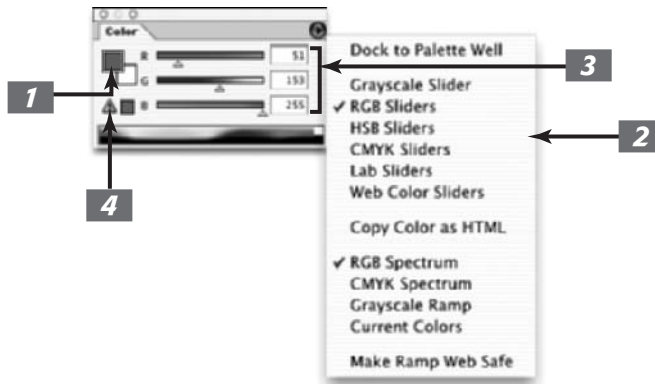 Color
R 51
G 153
B 255
1
4
3
2
Dock to Palette Well
Grayscale Slider
✓ RGB Sliders
HSB Sliders
CMYK Sliders
Lab Sliders
Web Color Sliders
Copy Color as HTML
✓ RGB Spectrum
CMYK Spectrum
Grayscale Ramp
Current Colors
Make Ramp Web Safe